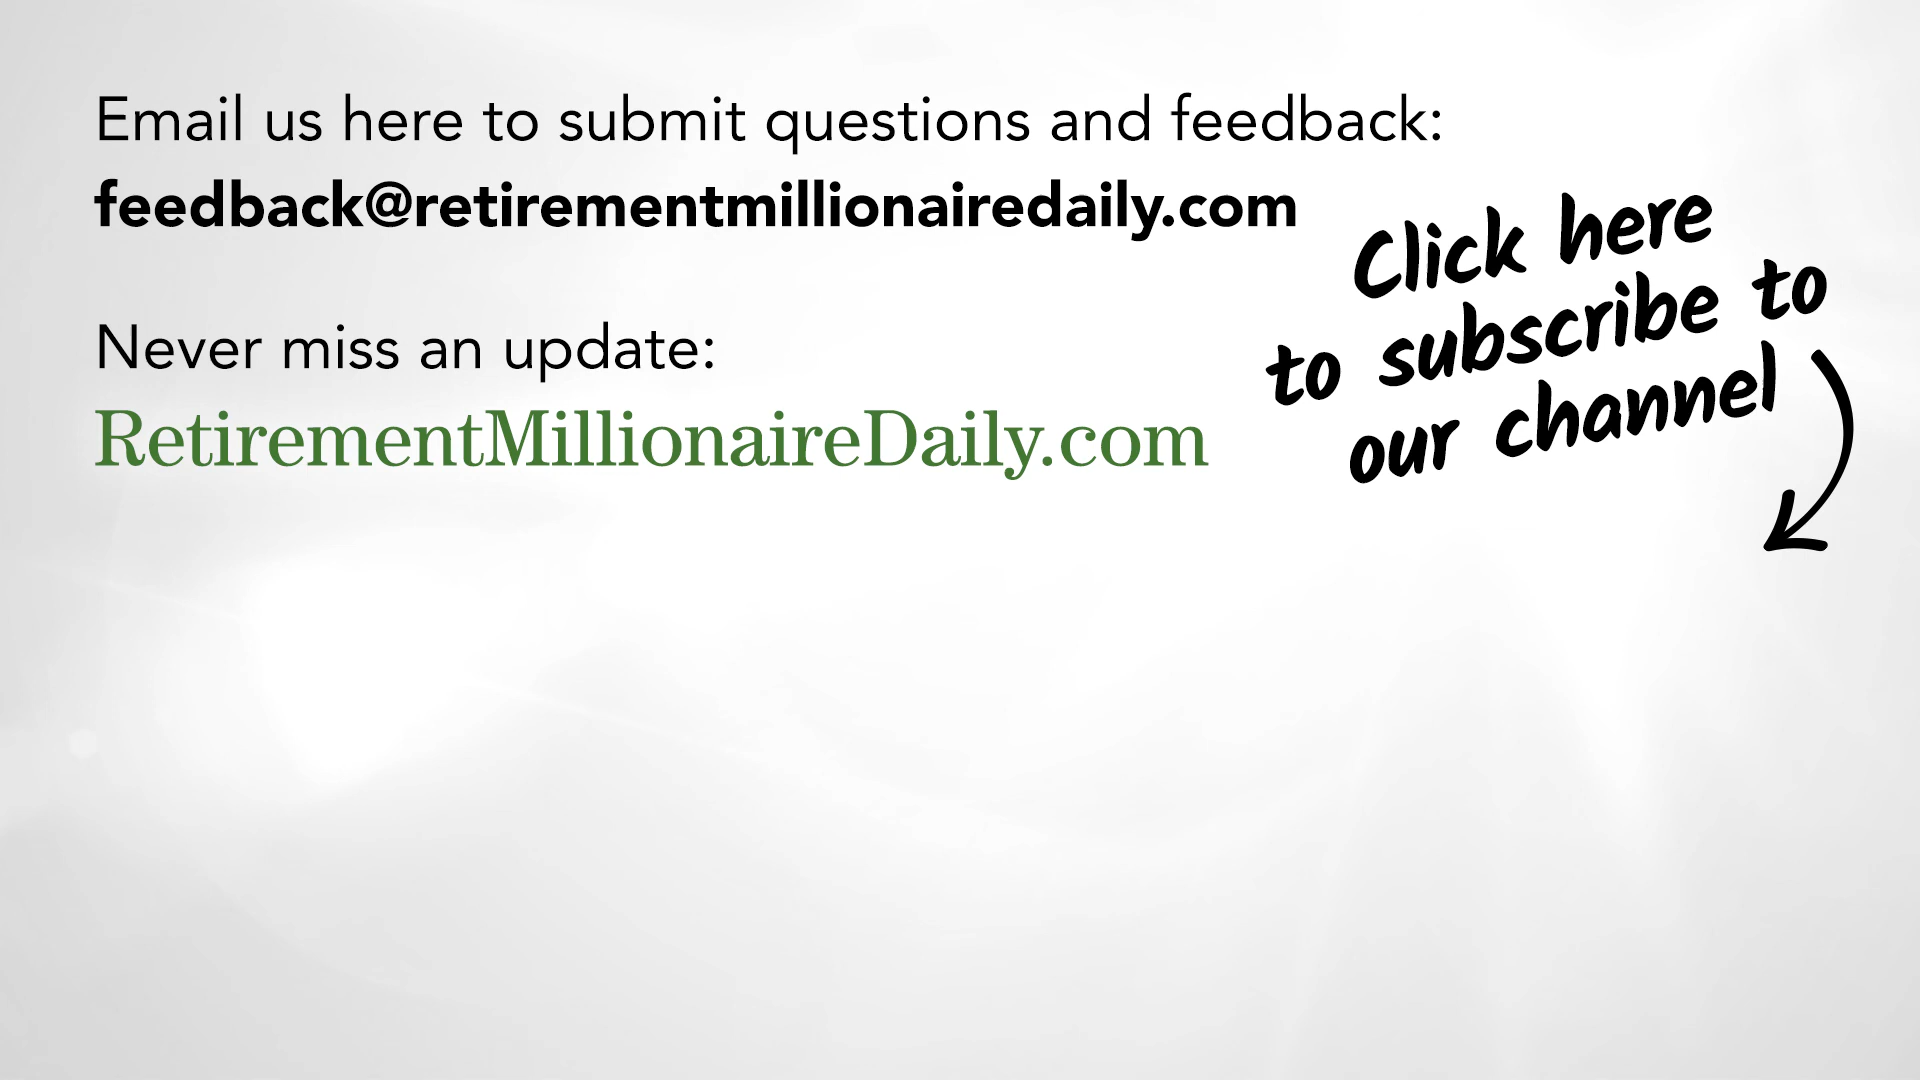 Email us here to submit questions and feedback:
feedback@retirementmillionairedaily.com
Never miss an update:
RetirementMillionaireDaily.com
Click here
to subscribe to
our channel